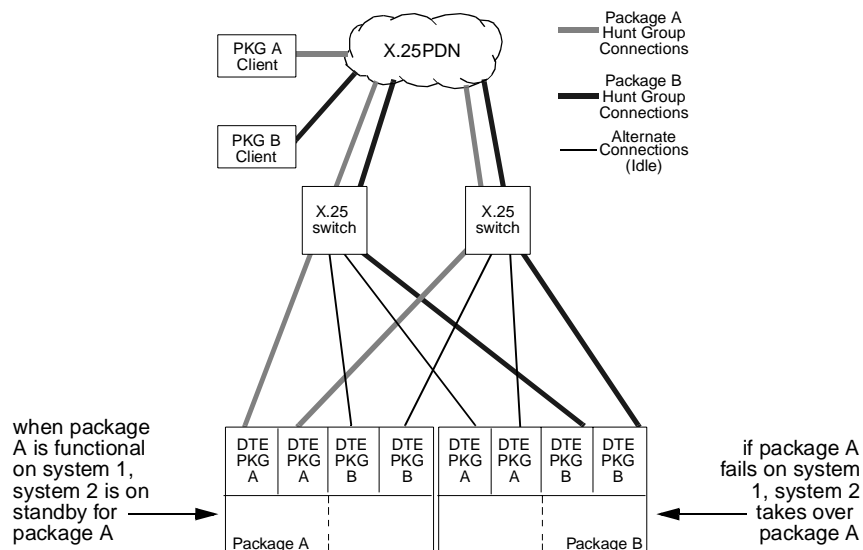 PKG A
Client
X.25PDN
Package A
Hunt Group
Connections
PKG B
Client
Package B
Hunt Group
Connections
Alternate
Connections
(Idle)
X.25
switch
X.25
switch
when package
A is functional
on system 1,
system 2 is on
standby for
package A
DTE
PKG
A
DTE
PKG
A
DTE
PKG
B
DTE
PKG
B
DTE
PKG
A
DTE
PKG
A
DTE
PKG
B
DTE
PKG
B
if package A
fails on system
1, system 2
takes over
package A
Package A
Package B